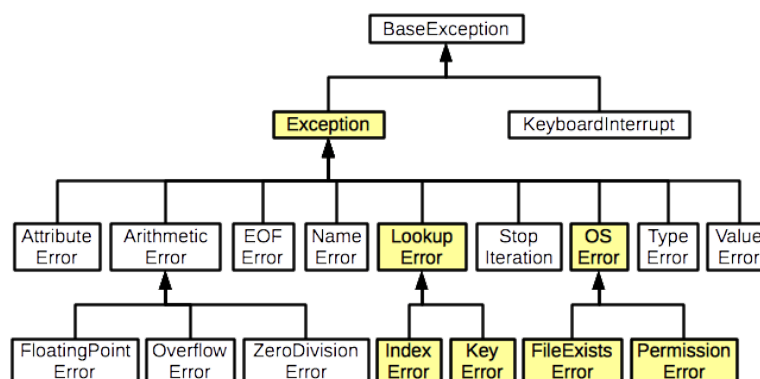 BaseException
Exception
KeyboardInterrupt
Attribute
Error
Arithmetic
Error
EOF
Error
Name
Error
Lookup
Error
Stop
Iteration
OS
Error
Type
Error
Value
Error
FloatingPoint
Error
Overflow
Error
ZeroDivision
Error
Index
Error
Key
Error
FileExists
Error
Permission
Error